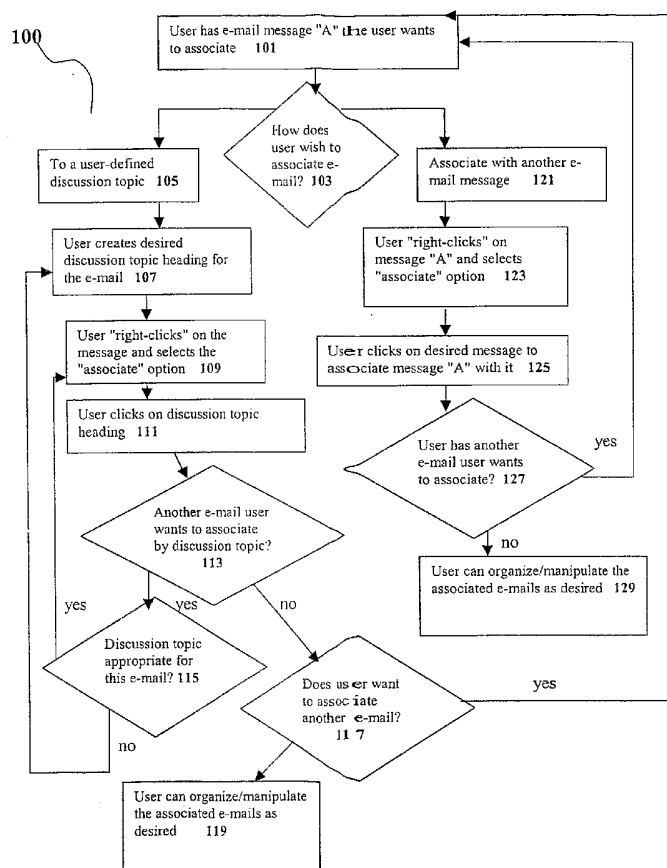 100
User has e-mail message "A" the user wants
to associate 101
How does
user wish to
associate e-
mail? 103
To a user-defined
discussion topic 105
Associate with another e-
mail message 121
User creates desired
discussion topic heading for
the e-mail 107
User "right-clicks" on
message "A" and selects
"associate" option 123
User "right-clicks" on the
message and selects the
"associate" option 109
User clicks on desired message to
associate message "A" with it 125
User clicks on discussion topic
heading 111
User has another
e-mail user wants
to associate? 127
yes
no
Another e-mail user
wants to associate
by discussion topic?
113
User can organize/manipulate the
associated e-mails as desired 129
yes
yes
no
Discussion topic
appropriate for
this e-mail? 115
no
Does user want
to associate
another e-mail?
117
yes
User can organize/manipulate
the associated e-mails as
desired 119